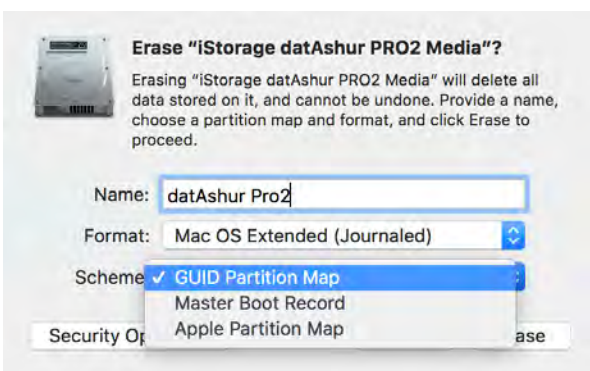 Erase “iStorage datAshur PRO2 Media”?
Erasing “iStorage datAshur PRO2 Media” will delete all
data stored on it, and cannot be undone. Provide a name,
choose a partition map and format, and click Erase to
proceed.
Name: datAshur Pro2
Format: Mac OS Extended (Journaled)
Scheme ✓ GUID Partition Map
Master Boot Record
Apple Partition Map
Security Op ase